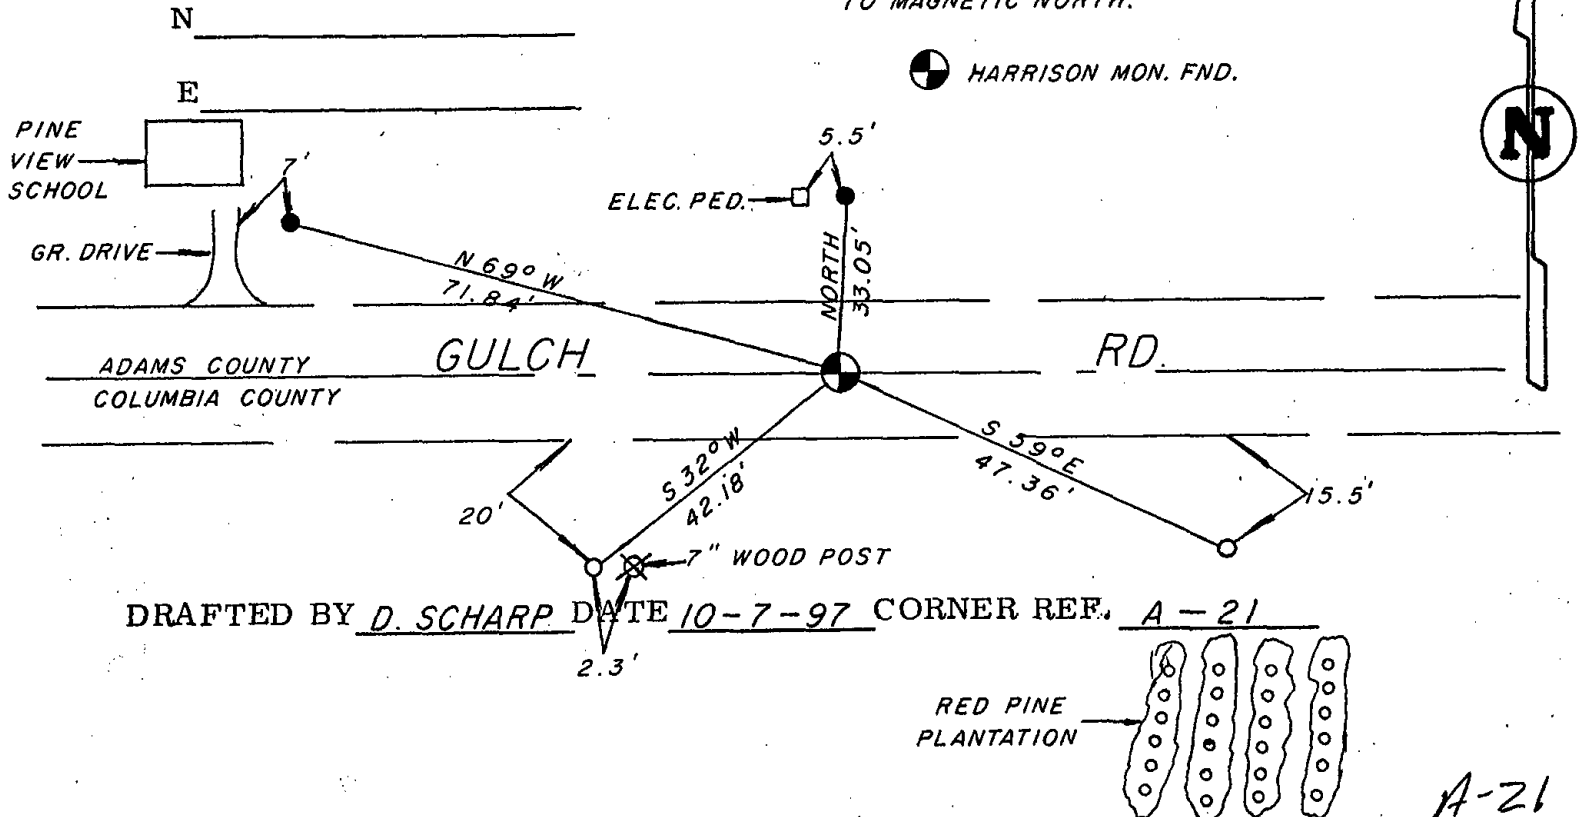 TO MAGNETIC NORTH.
N
E
HARRISON MON. FND.
N
PINE
VIEW
SCHOOL
7'
5.5'
ELEC. PED.
GR. DRIVE
N 69° W
71.84'
NORTH
33.05'
GULCH RD.
ADAMS COUNTY
COLUMBIA COUNTY
S 32° W
42.18'
S 59° E
47.36'
20'
15.5'
7" WOOD POST
DRAFTED BY D. SCHARP DATE 10-7-97 CORNER REF. A-21
2.3'
RED PINE
PLANTATION
A-21